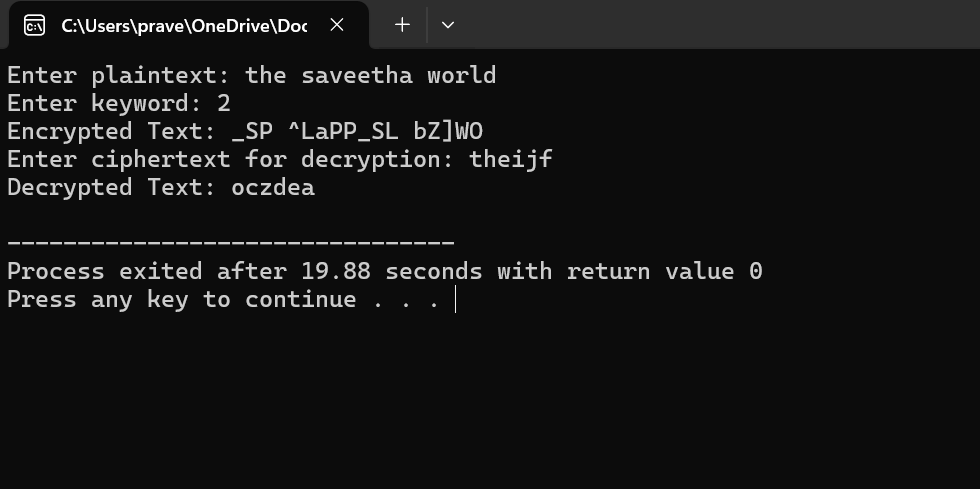 C:\Users\prave\OneDrive\Doc
Enter plaintext: the saveetha world
Enter keyword: 2
Encrypted Text: _SP ^LaPP_SL bZ]WO
Enter ciphertext for decryption: theijf
Decrypted Text: oczdea
--------------------------------
Process exited after 19.88 seconds with return value 0
Press any key to continue . . .